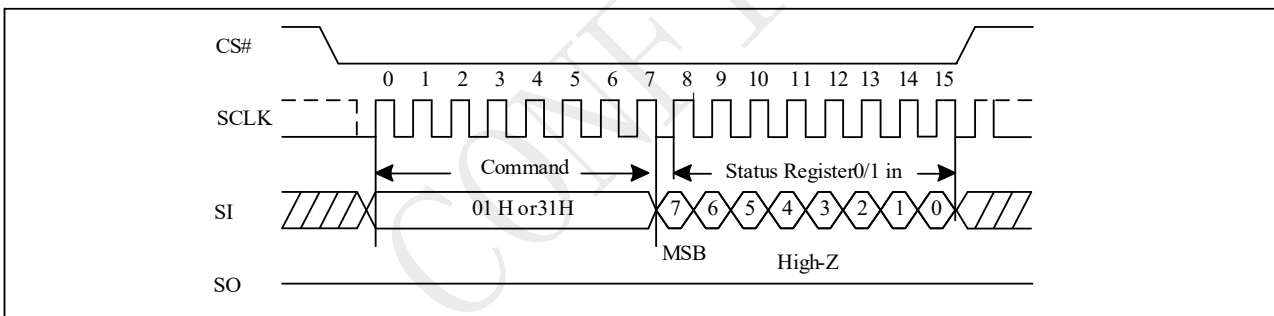 CS#
0 1 2 3 4 5 6 7 8 9 10 11 12 13 14 15
SCLK
Command Status Register0/1 in
SI 01 H or31H 7 6 5 4 3 2 1 0
MSB High-Z
SO